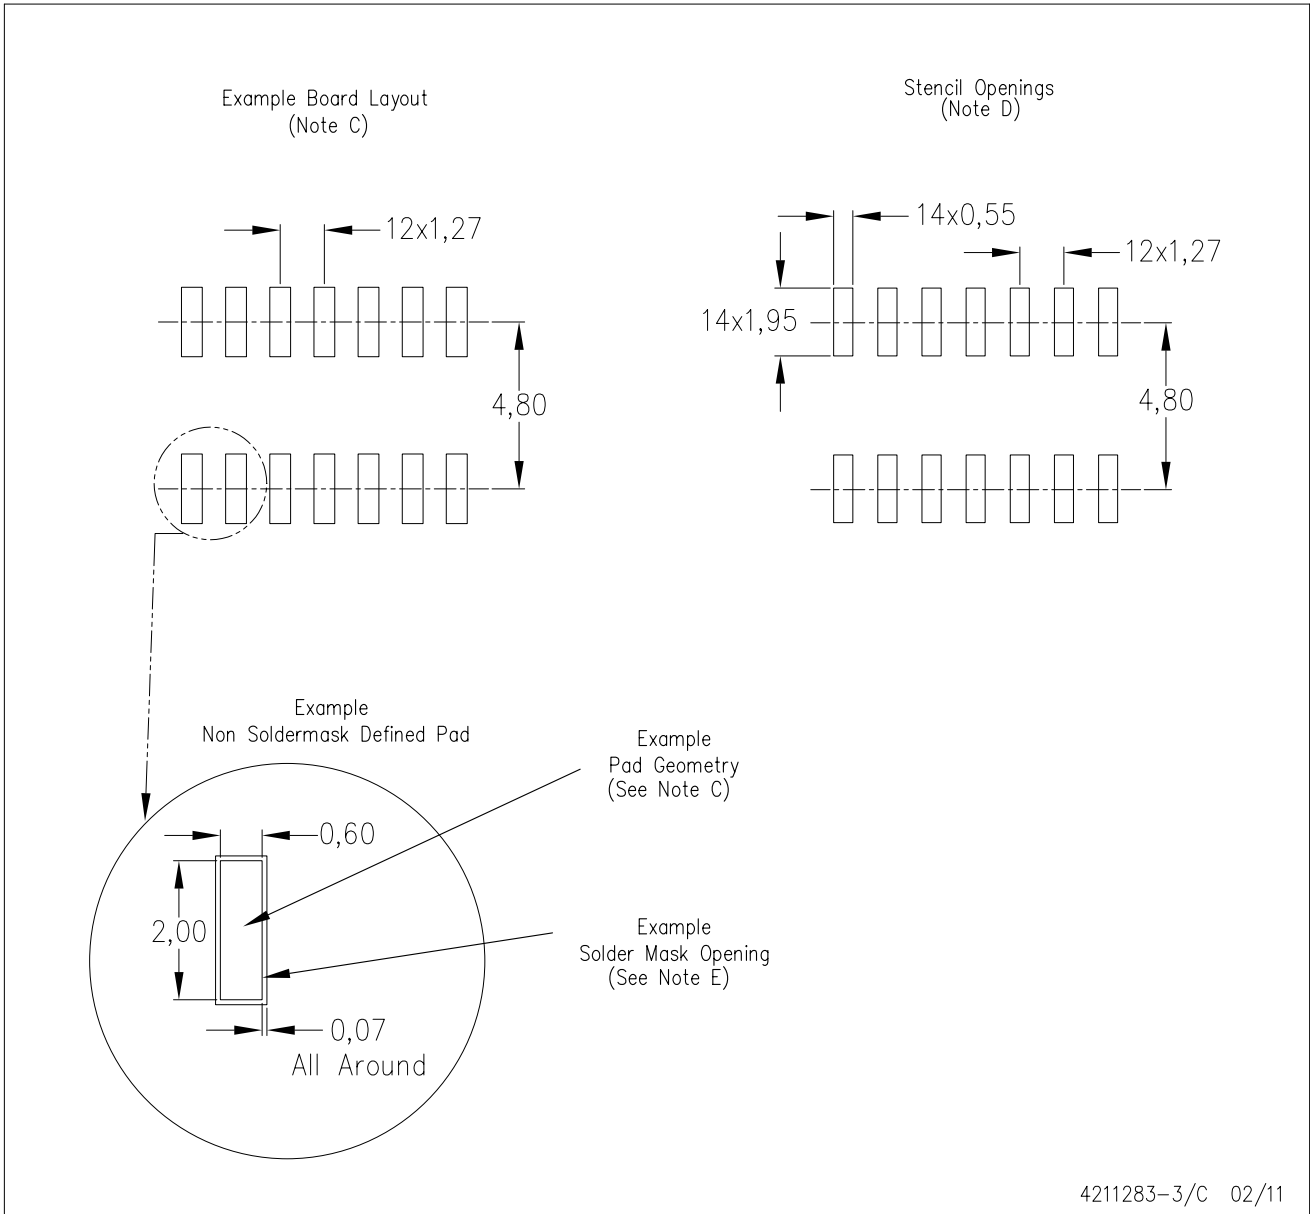 Example Board Layout
(Note C)
Stencil Openings
(Note D)
12x1,27
14x0,55
12x1,27
14x1,95
4,80
4,80
Example
Non Soldermask Defined Pad
Example
Pad Geometry
(See Note C)
0,60
2,00
Example
Solder Mask Opening
(See Note E)
0,07
All Around
4211283-3/C 02/11